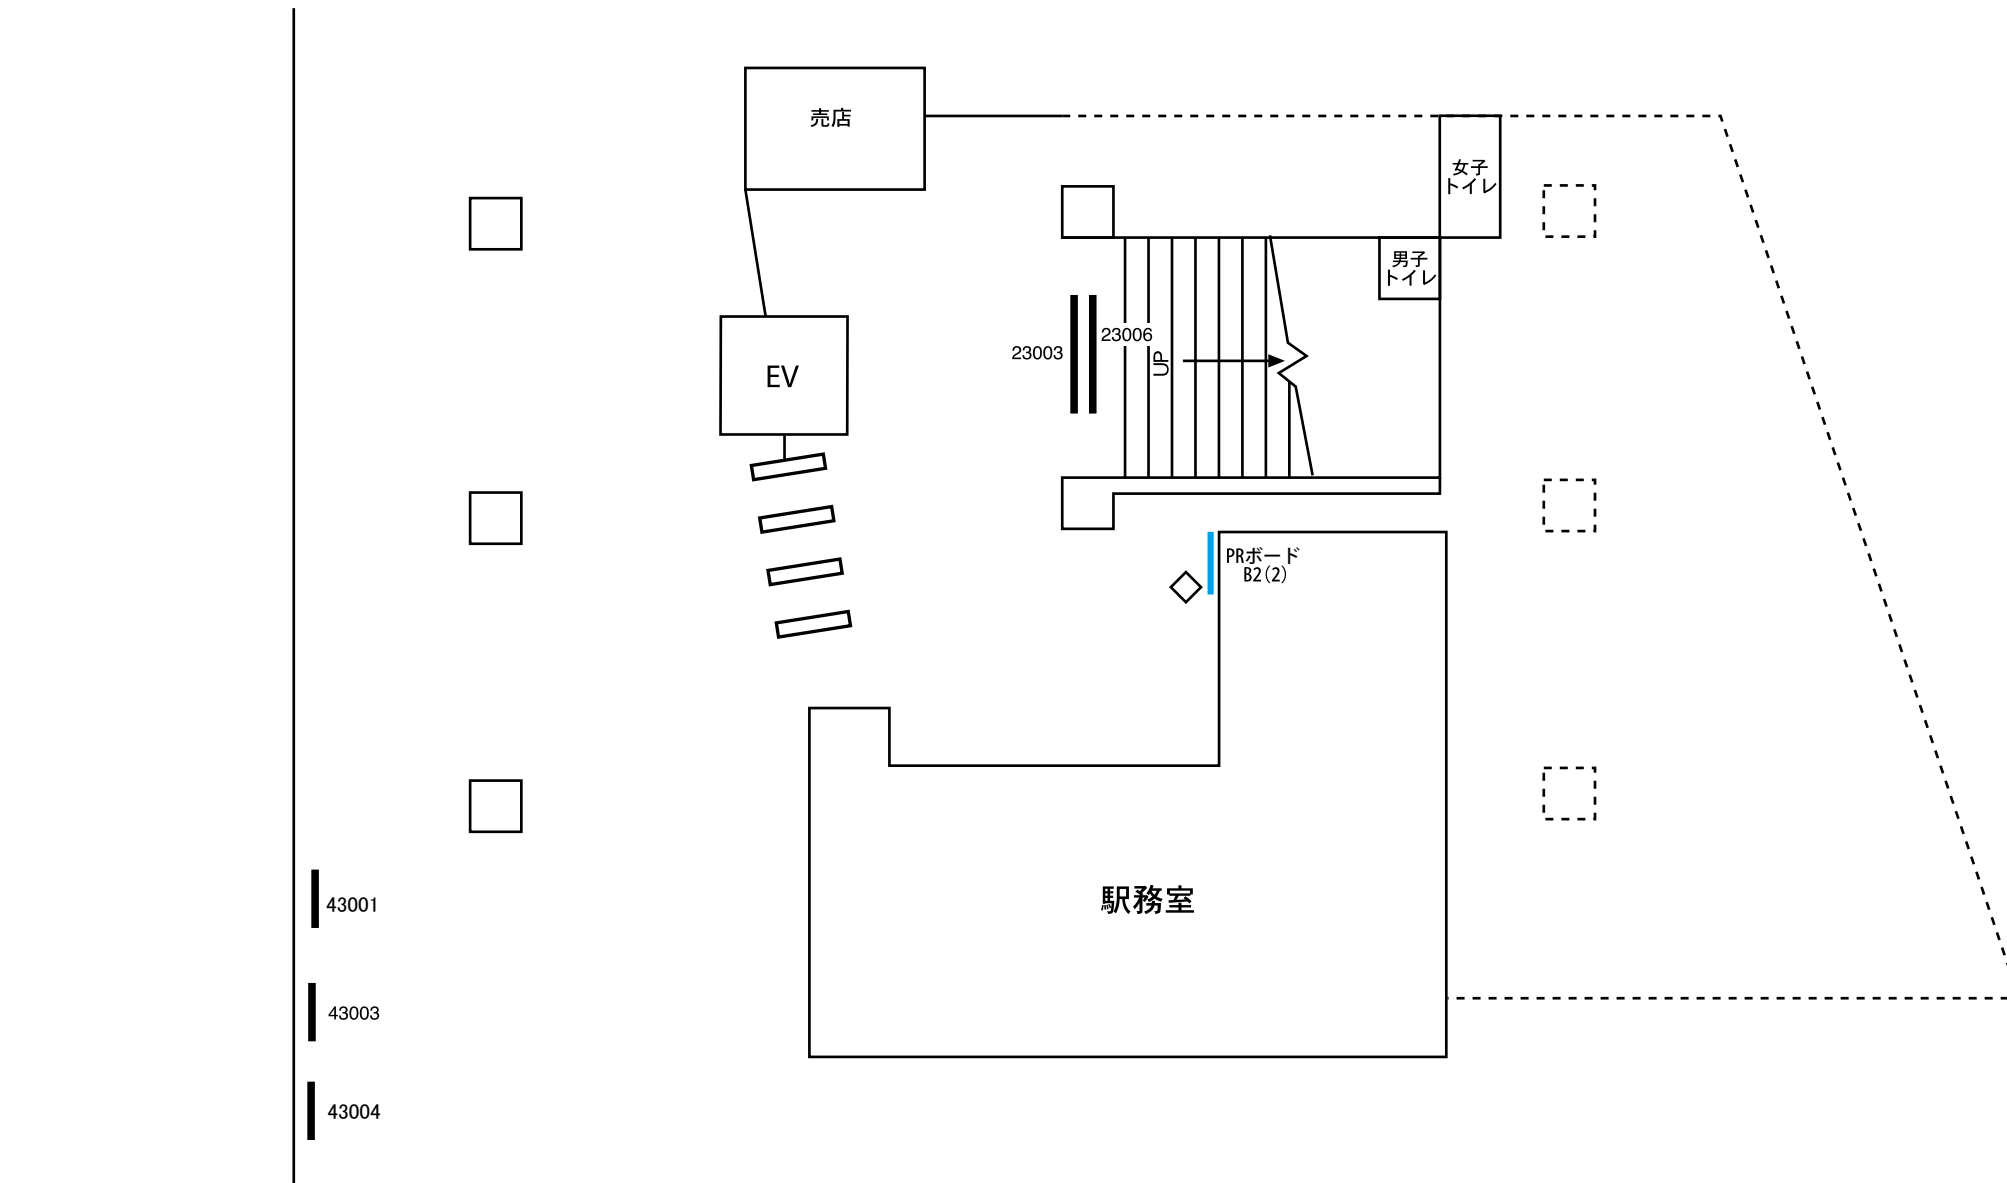 売店
女子
トイレ
男子
トイレ
23006
23003
UP
EV
PRボード
B2(2)
駅務室
43001
43003
43004